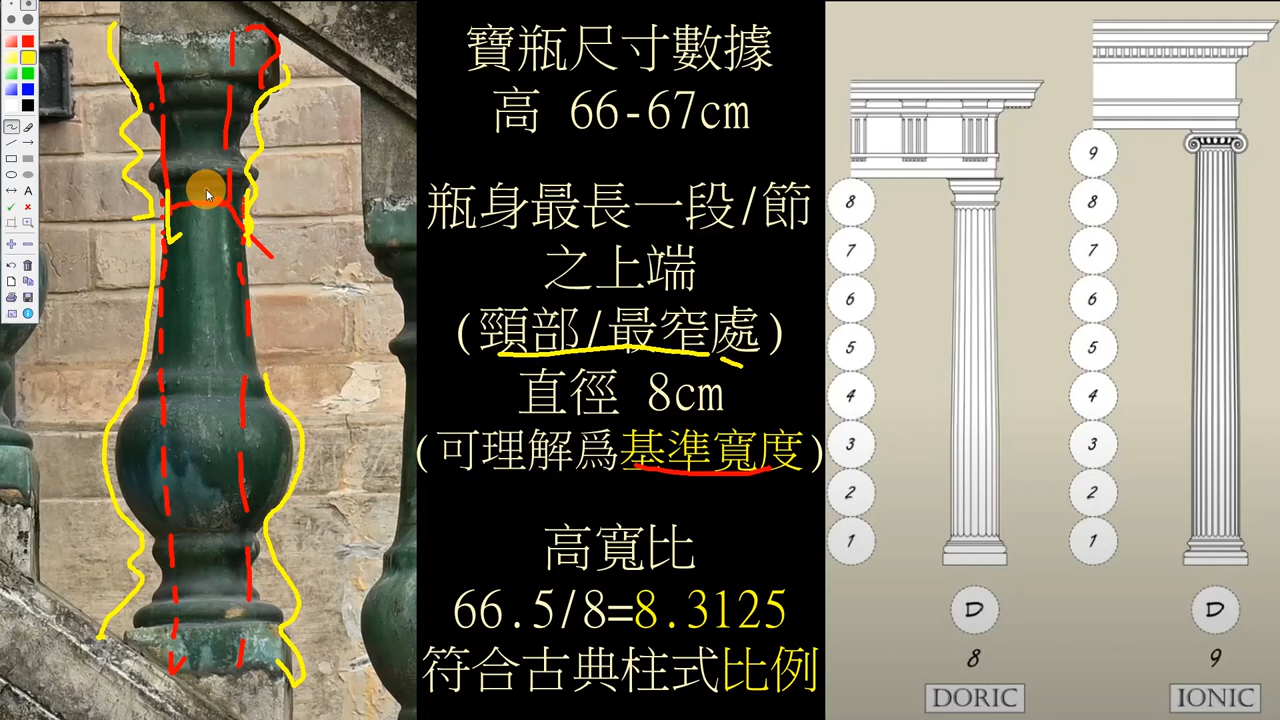 寶瓶尺寸數據
高 66-67cm
瓶身最長一段/節
之上端
(頸部/最窄處)
直徑 8cm
(可理解爲基準寬度)
高寬比
66.5/8=8.3125
符合古典柱式比例
8
7
6
5
4
3
2
1
D
8
DORIC
9
8
7
6
5
4
3
2
1
D
9
IONIC